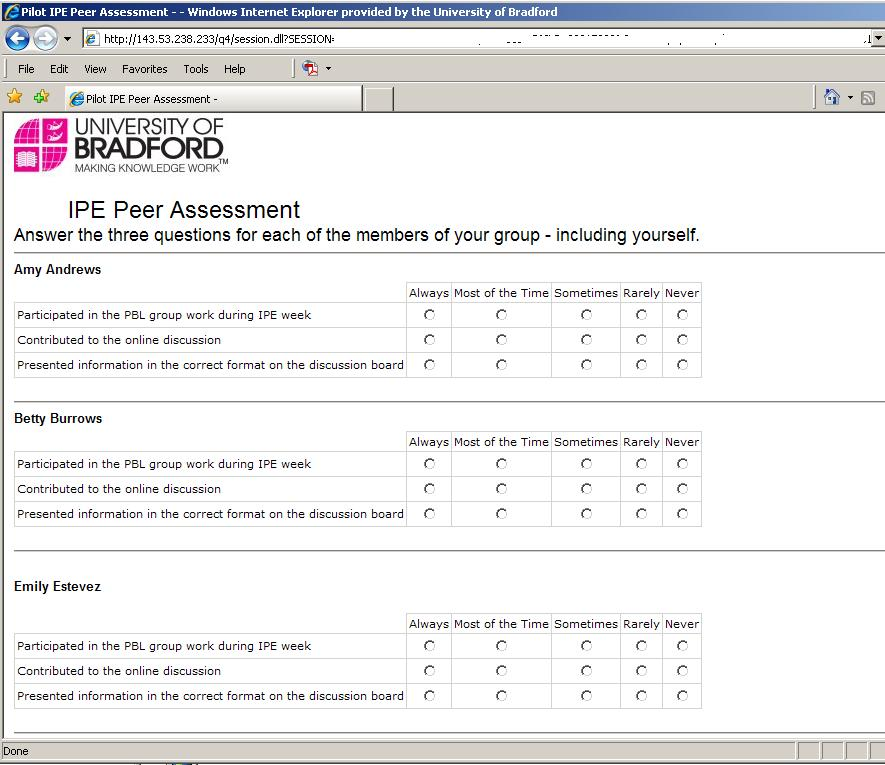 Pilot IPE Peer Assessment - - Windows Internet Explorer provided by the University of Bradford
http://143.53.238.233/q4/session.dll?SESSION=
File Edit View Favorites Tools Help
Pilot IPE Peer Assessment -
UNIVERSITY OF
BRADFORD
MAKING KNOWLEDGE WORK™
IPE Peer Assessment
Answer the three questions for each of the members of your group - including yourself.
Amy Andrews
Always Most of the Time Sometimes Rarely Never
Participated in the PBL group work during IPE week
Contributed to the online discussion
Presented information in the correct format on the discussion board
Betty Burrows
Always Most of the Time Sometimes Rarely Never
Participated in the PBL group work during IPE week
Contributed to the online discussion
Presented information in the correct format on the discussion board
Emily Estevez
Always Most of the Time Sometimes Rarely Never
Participated in the PBL group work during IPE week
Contributed to the online discussion
Presented information in the correct format on the discussion board
Done